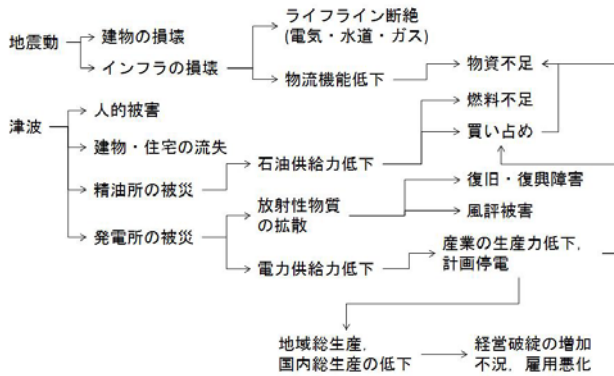 地震動
建物の損壊
インフラの損壊
ライフライン断絶
(電気・水道・ガス)
物流機能低下
物資不足
津波
人的被害
建物・住宅の流失
精油所の被災
発電所の被災
石油供給力低下
燃料不足
買い占め
放射性物質
の拡散
復旧・復興障害
風評被害
電力供給力低下
産業の生産力低下,
計画停電
地域総生産,
国内総生産の低下
経営破綻の増加
不況, 雇用悪化